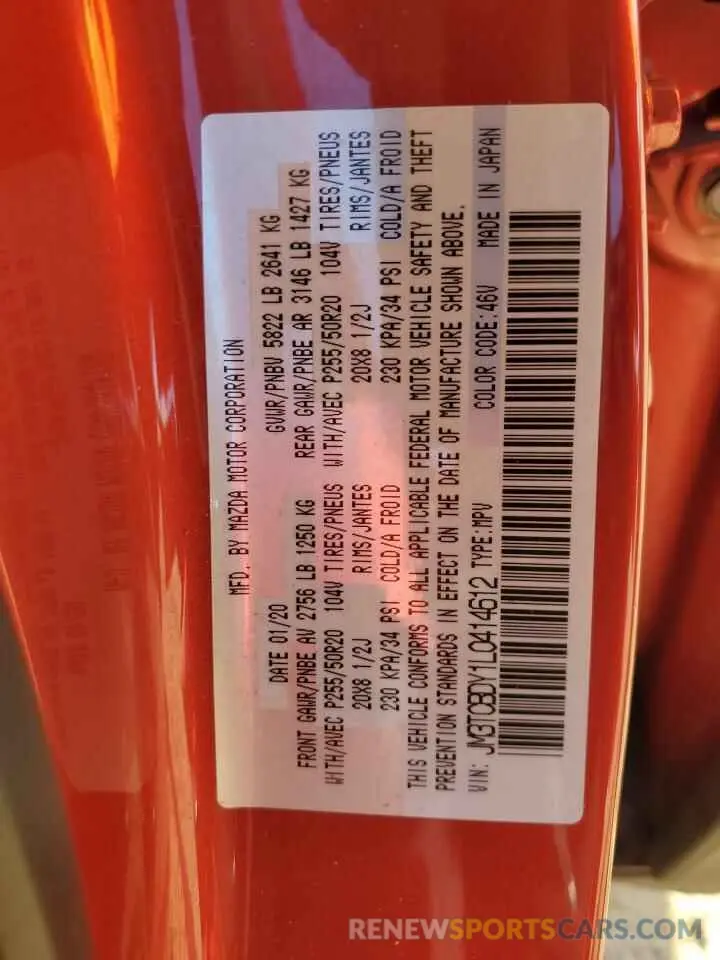 MFD. BY MAZDA MOTOR CORPORATION
DATE 01/20 GVWR/PNBV 5822 LB 2641 KG
FRONT GAWR/PNBE AV 2756 LB 1250 KG REAR GAWR/PNBE AR 3146 LB 1427 KG
WITH/AVEC P255/50R20 104V TIRES/PNEUS WITH/AVEC P255/50R20 104V TIRES/PNEUS
20X8 1/2J RIMS/JANTES 20X8 1/2J RIMS/JANTES
230 KPA/34 PSI COLD/A FROID 230 KPA/34 PSI COLD/A FROID
THIS VEHICLE CONFORMS TO ALL APPLICABLE FEDERAL MOTOR VEHICLE SAFETY AND THEFT
PREVENTION STANDARDS IN EFFECT ON THE DATE OF MANUFACTURE SHOWN ABOVE.
VIN: JM3TCBDY1L0414612 TYPE:MPV COLOR CODE:46V MADE IN JAPAN
RENEWSPORTSCARS.COM